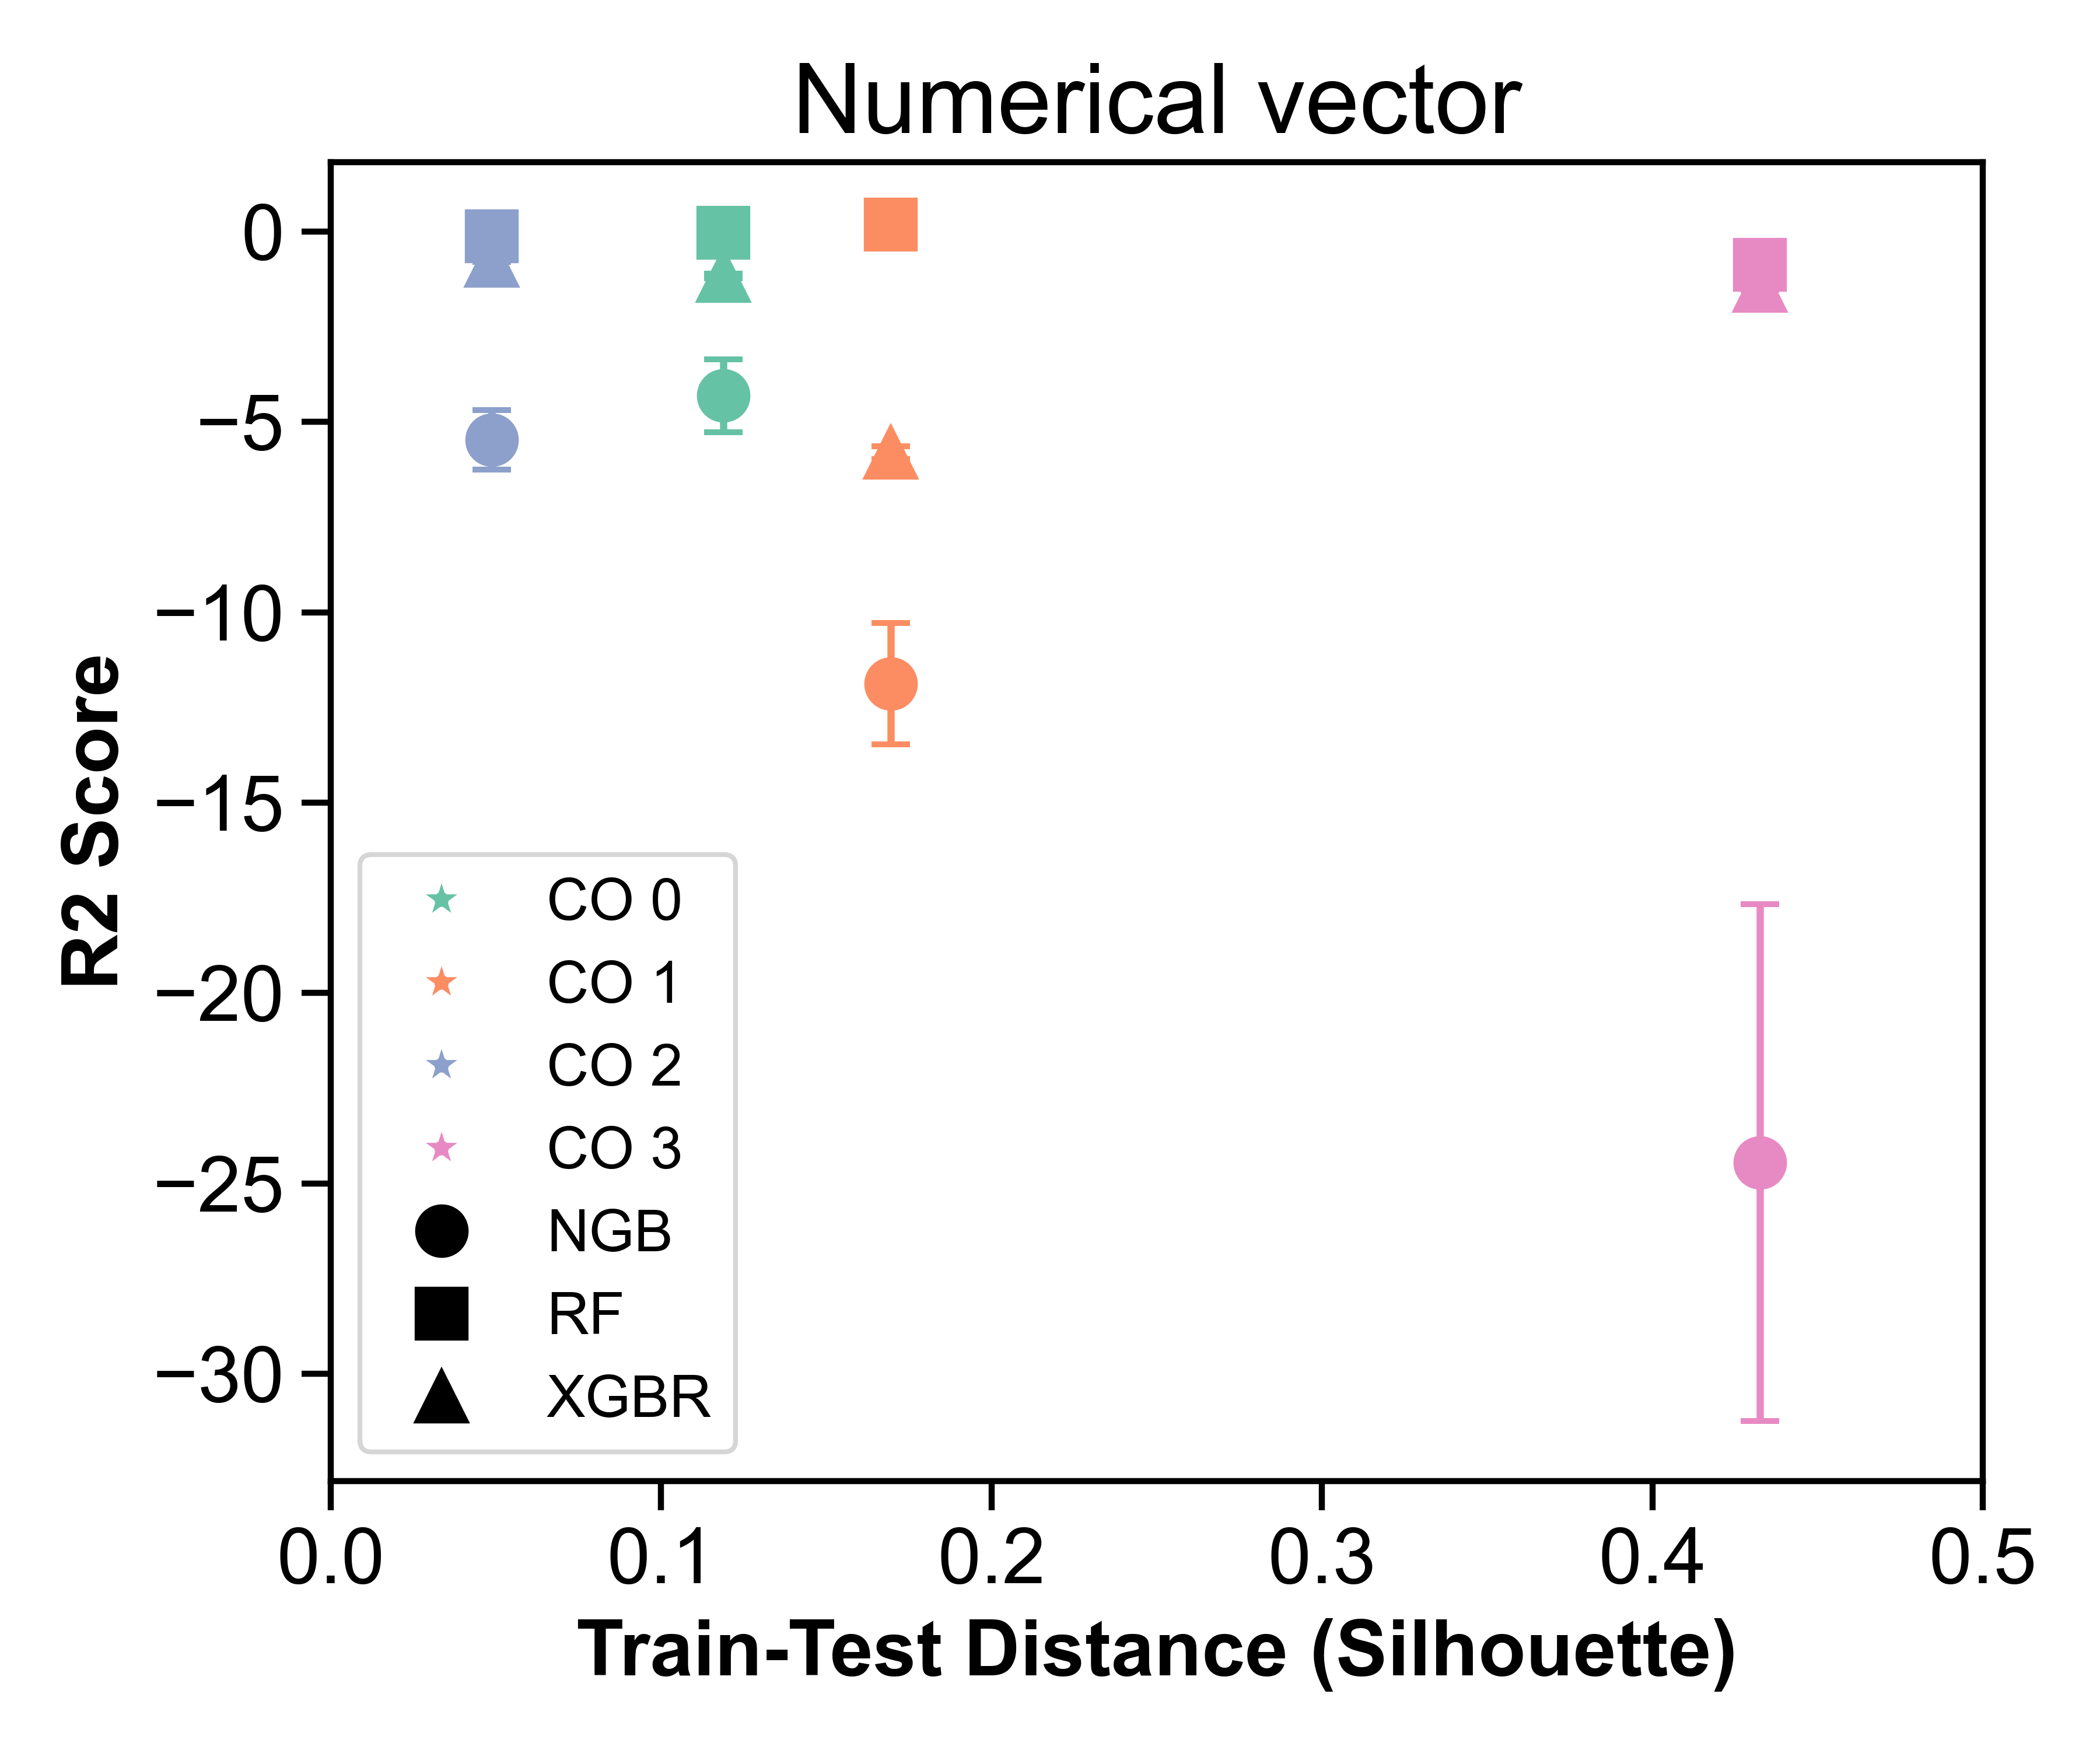 Numerical vector
R2 Score
0
−5
−10
−15
−20
−25
−30
CO 0
CO 1
CO 2
CO 3
NGB
RF
XGBR
0.0 0.1 0.2 0.3 0.4 0.5
Train-Test Distance (Silhouette)